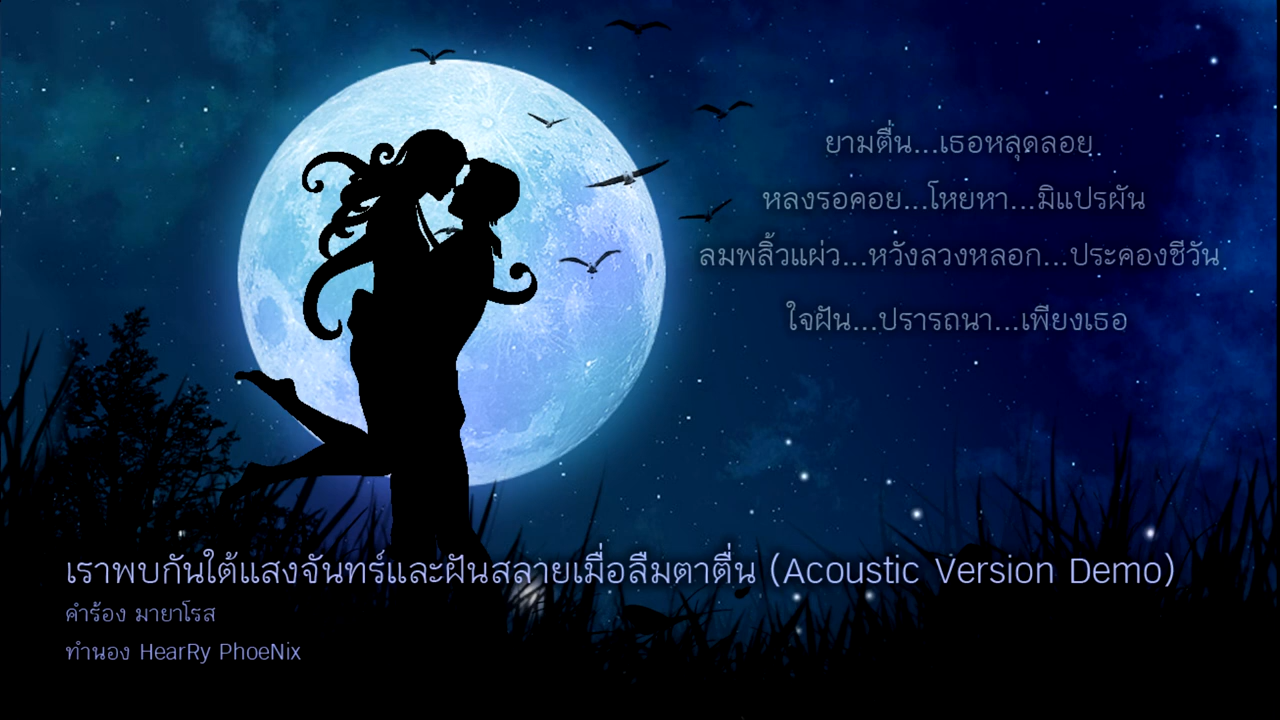 ยามตื่น...เธอหลุดลอย
หลงรอคอย...โหยหา...มิแปรผัน
ลมพลิ้วแผ่ว...หวังลวงหลอก...ประคองชีวัน
ใจฝัน...ปรารถนา...เพียงเธอ
เราพบกันใต้แสงจันทร์และฝันสลายเมื่อลืมตาตื่น (Acoustic Version Demo)
คำร้อง มายาโรส
ทำนอง HearRy PhoeNix